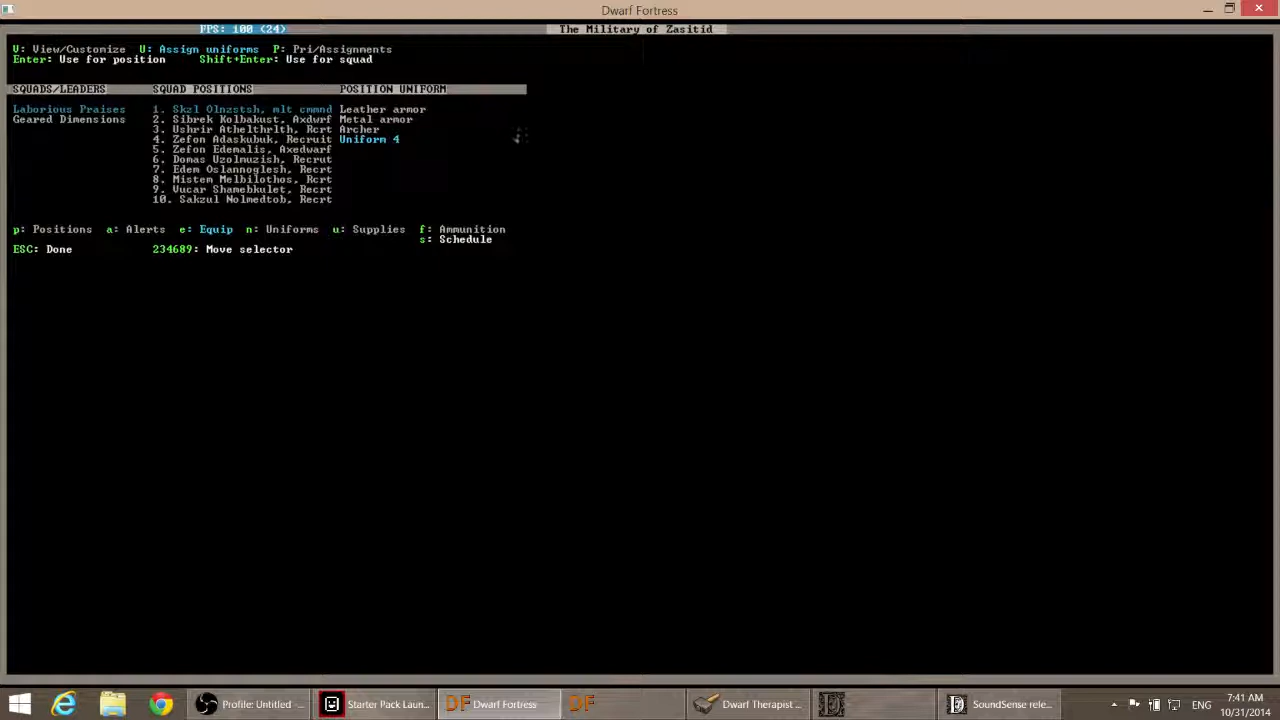 Dwarf Fortress
FPS: 100 (24)
The Military of Zasitid
V: View/Customize U: Assign uniforms P: Pri/Assignments
Enter: Use for position Shift+Enter: Use for squad
SQUADS/LEADERS SQUAD POSITIONS POSITION UNIFORM
Laborious Praises 1. Skzl Olnzstsh, mlt cmmnd Leather armor
Geared Dimensions 2. Sibrek Kolbakust, Axdwrf Metal armor
3. Ushrir Athelthrlth, Rcrt Archer
4. Zefon Adaskubuk, Recruit Uniform 4
5. Zefon Edemalis, Axedwarf
6. Domas Uzolmuzish, Recrut
7. Edem Oslannoglesh, Recrt
8. Mistem Melbilothos, Rcrt
9. Vucar Shamebkulet, Recrt
10. Sakzul Nolmedtob, Recrt
p: Positions a: Alerts e: Equip n: Uniforms u: Supplies f: Ammunition
s: Schedule
ESC: Done 234689: Move selector
Profile: Untitled -...
Starter Pack Laun...
DF Dwarf Fortress
DF
Dwarf Therapist ...
SoundSense rele...
ENG
7:41 AM
10/31/2014